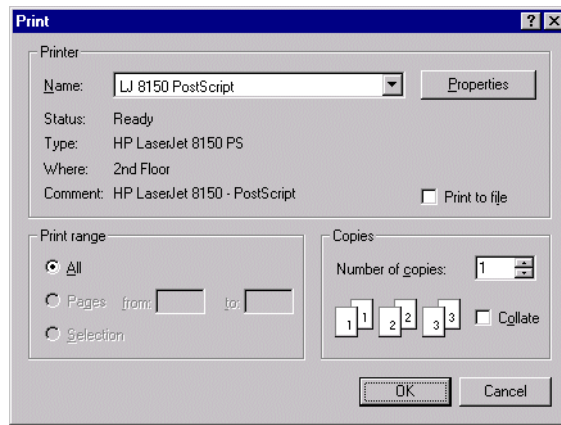 Print
Printer
Name: LJ 8150 PostScript Properties
Status: Ready
Type: HP LaserJet 8150 PS
Where: 2nd Floor
Comment: HP LaserJet 8150 - PostScript Print to file
Print range
All
Pages from: to:
Selection
Copies
Number of copies: 1
1 1 2 2 3 3 Collate
OK Cancel